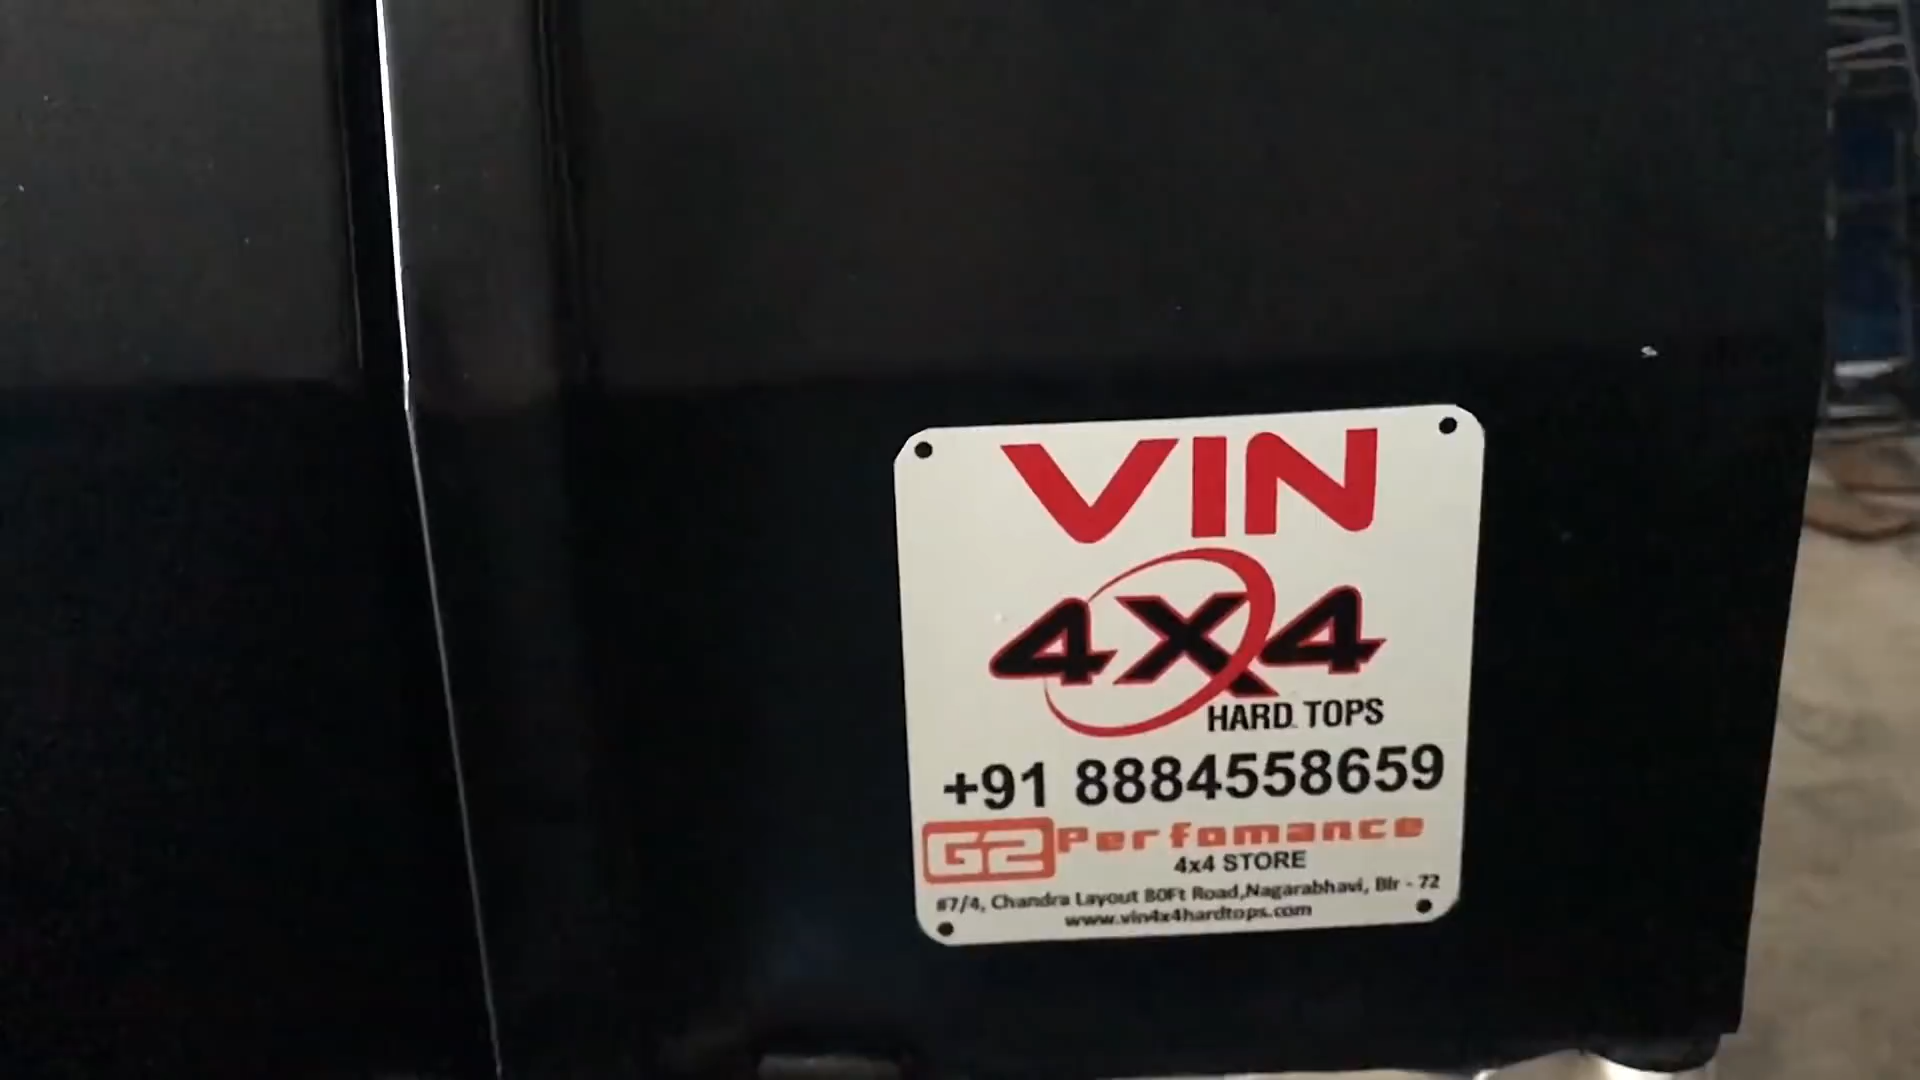 VIN
4X4
HARD TOPS
+91 8884558659
G2 Perfomance
4x4 STORE
#7/4, Chandra Layout 80Ft Road,Nagarabhavi, Blr - 72
www.vin4x4hardtops.com